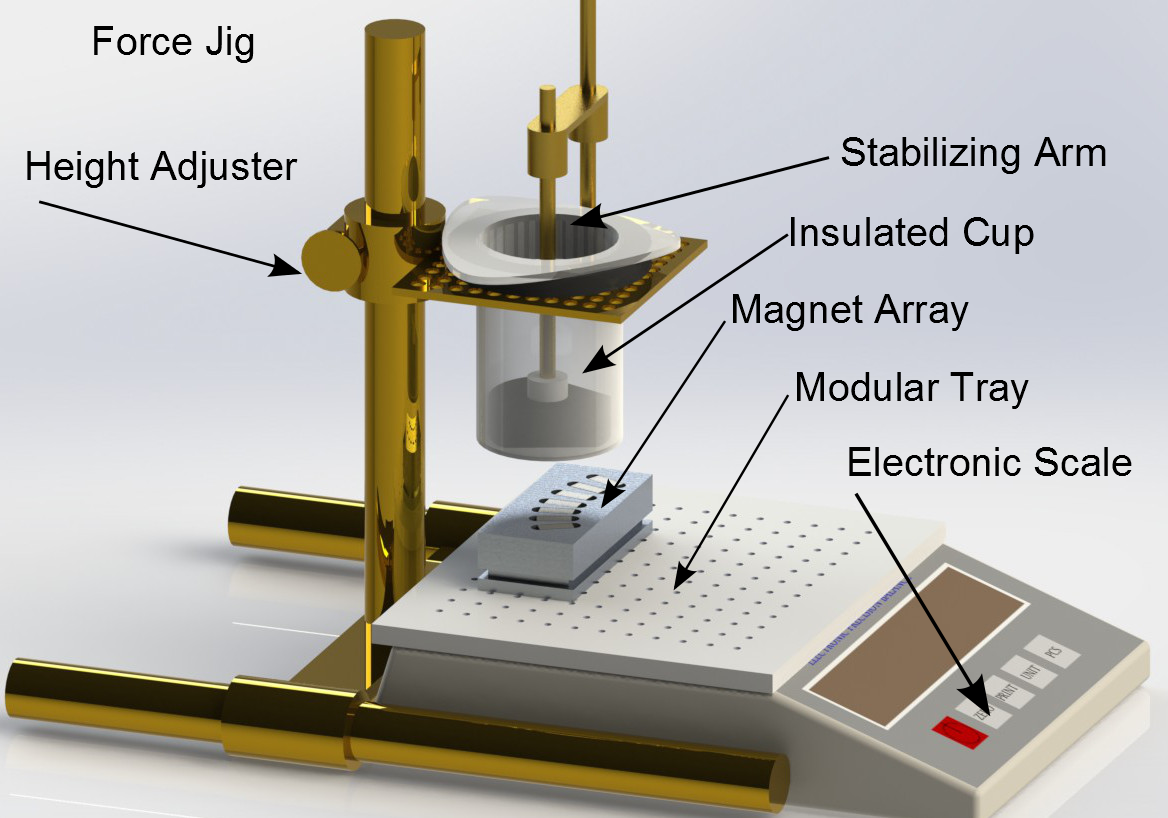 Force Jig
Height Adjuster
Stabilizing Arm
Insulated Cup
Magnet Array
Modular Tray
Electronic Scale
PCS
UNIT
PRINT